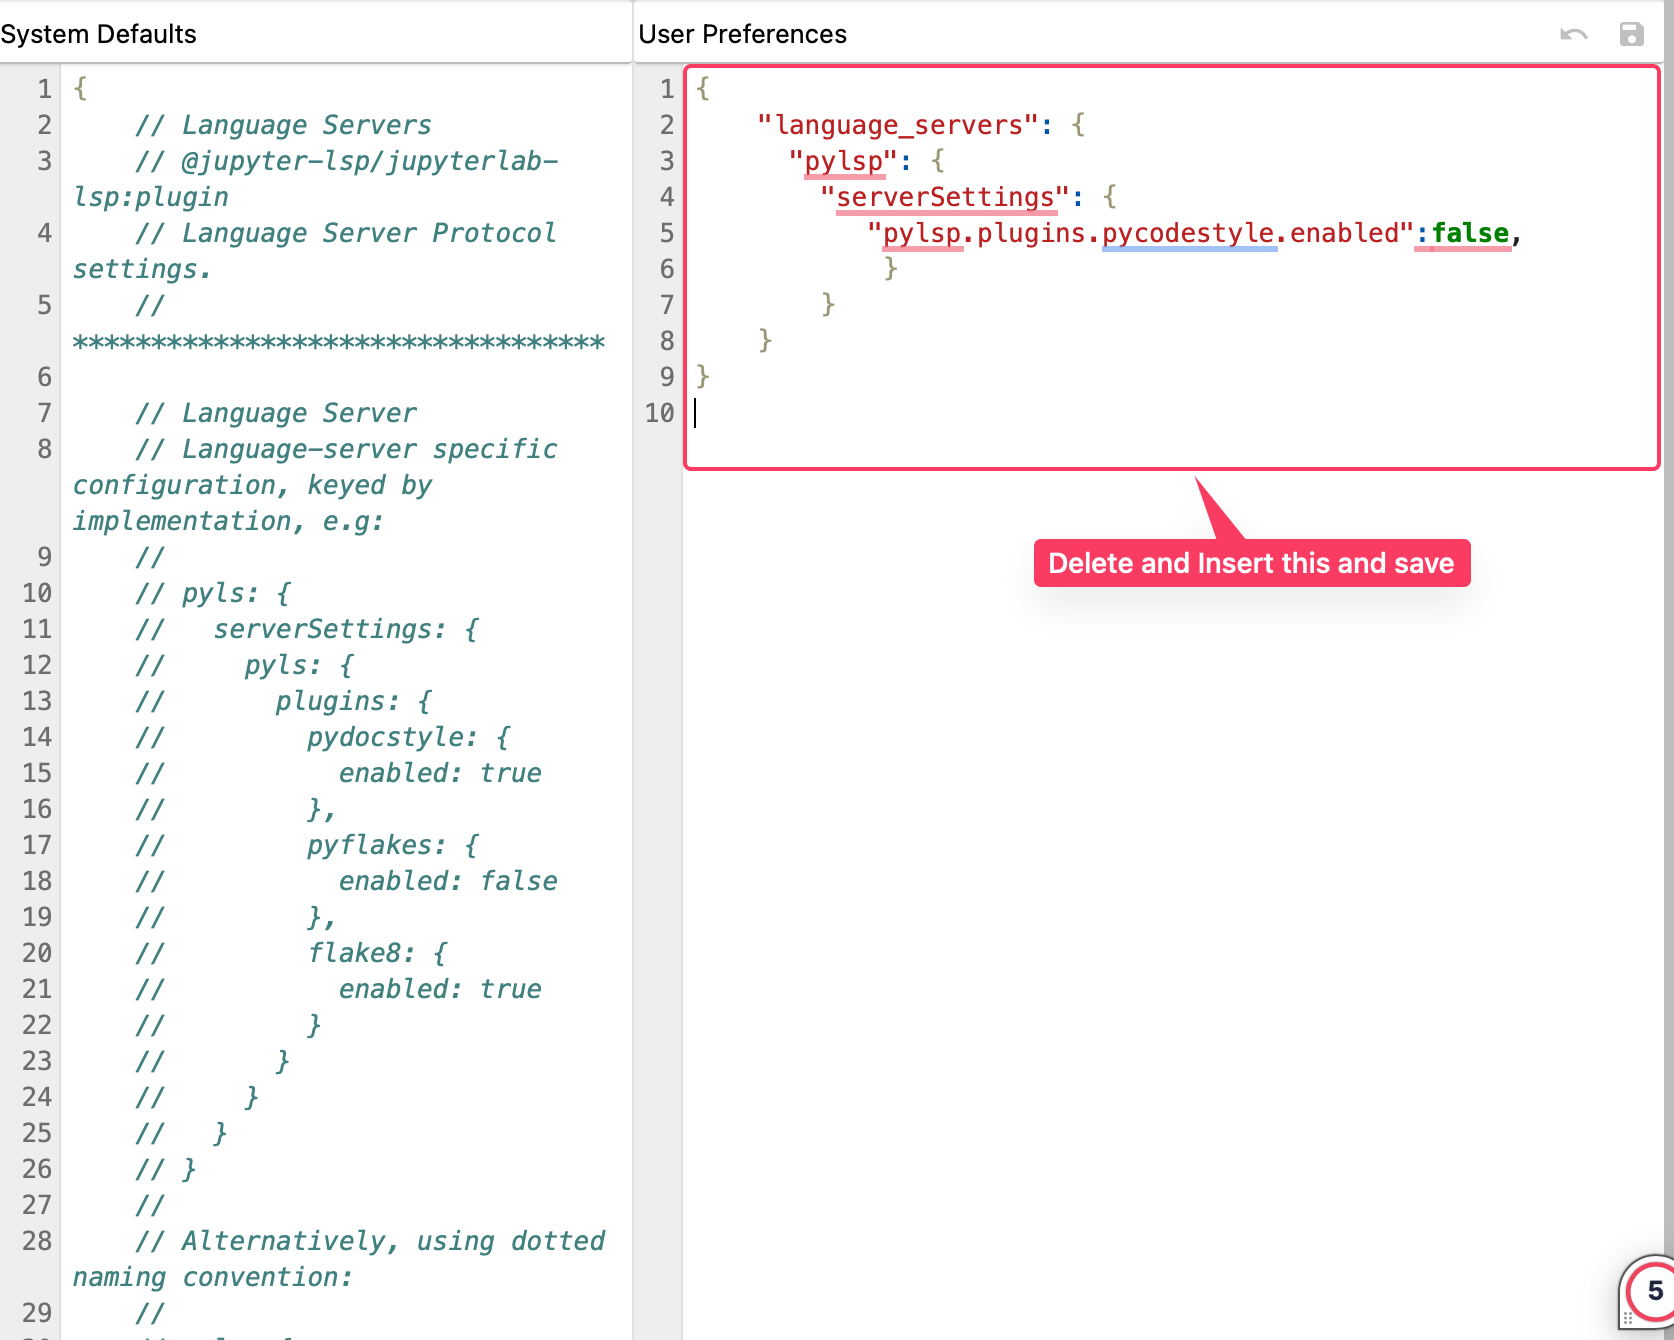 System Defaults
1 {
2 // Language Servers
3 // @jupyter-lsp/jupyterlab-
lsp:plugin
4 // Language Server Protocol
settings.
5 //
**********************************
6
7 // Language Server
8 // Language-server specific
configuration, keyed by
implementation, e.g:
9 //
10 // pyls: {
11 //   serverSettings: {
12 //     pyls: {
13 //       plugins: {
14 //         pydocstyle: {
15 //           enabled: true
16 //         },
17 //         pyflakes: {
18 //           enabled: false
19 //         },
20 //         flake8: {
21 //           enabled: true
22 //         }
23 //       }
24 //     }
25 //   }
26 // }
27 //
28 // Alternatively, using dotted
naming convention:
29 //
User Preferences
1 {
2     "language_servers": {
3       "pylsp": {
4         "serverSettings": {
5            "pylsp.plugins.pycodestyle.enabled":false,
6             }
7         }
8     }
9 }
10
Delete and Insert this and save
5